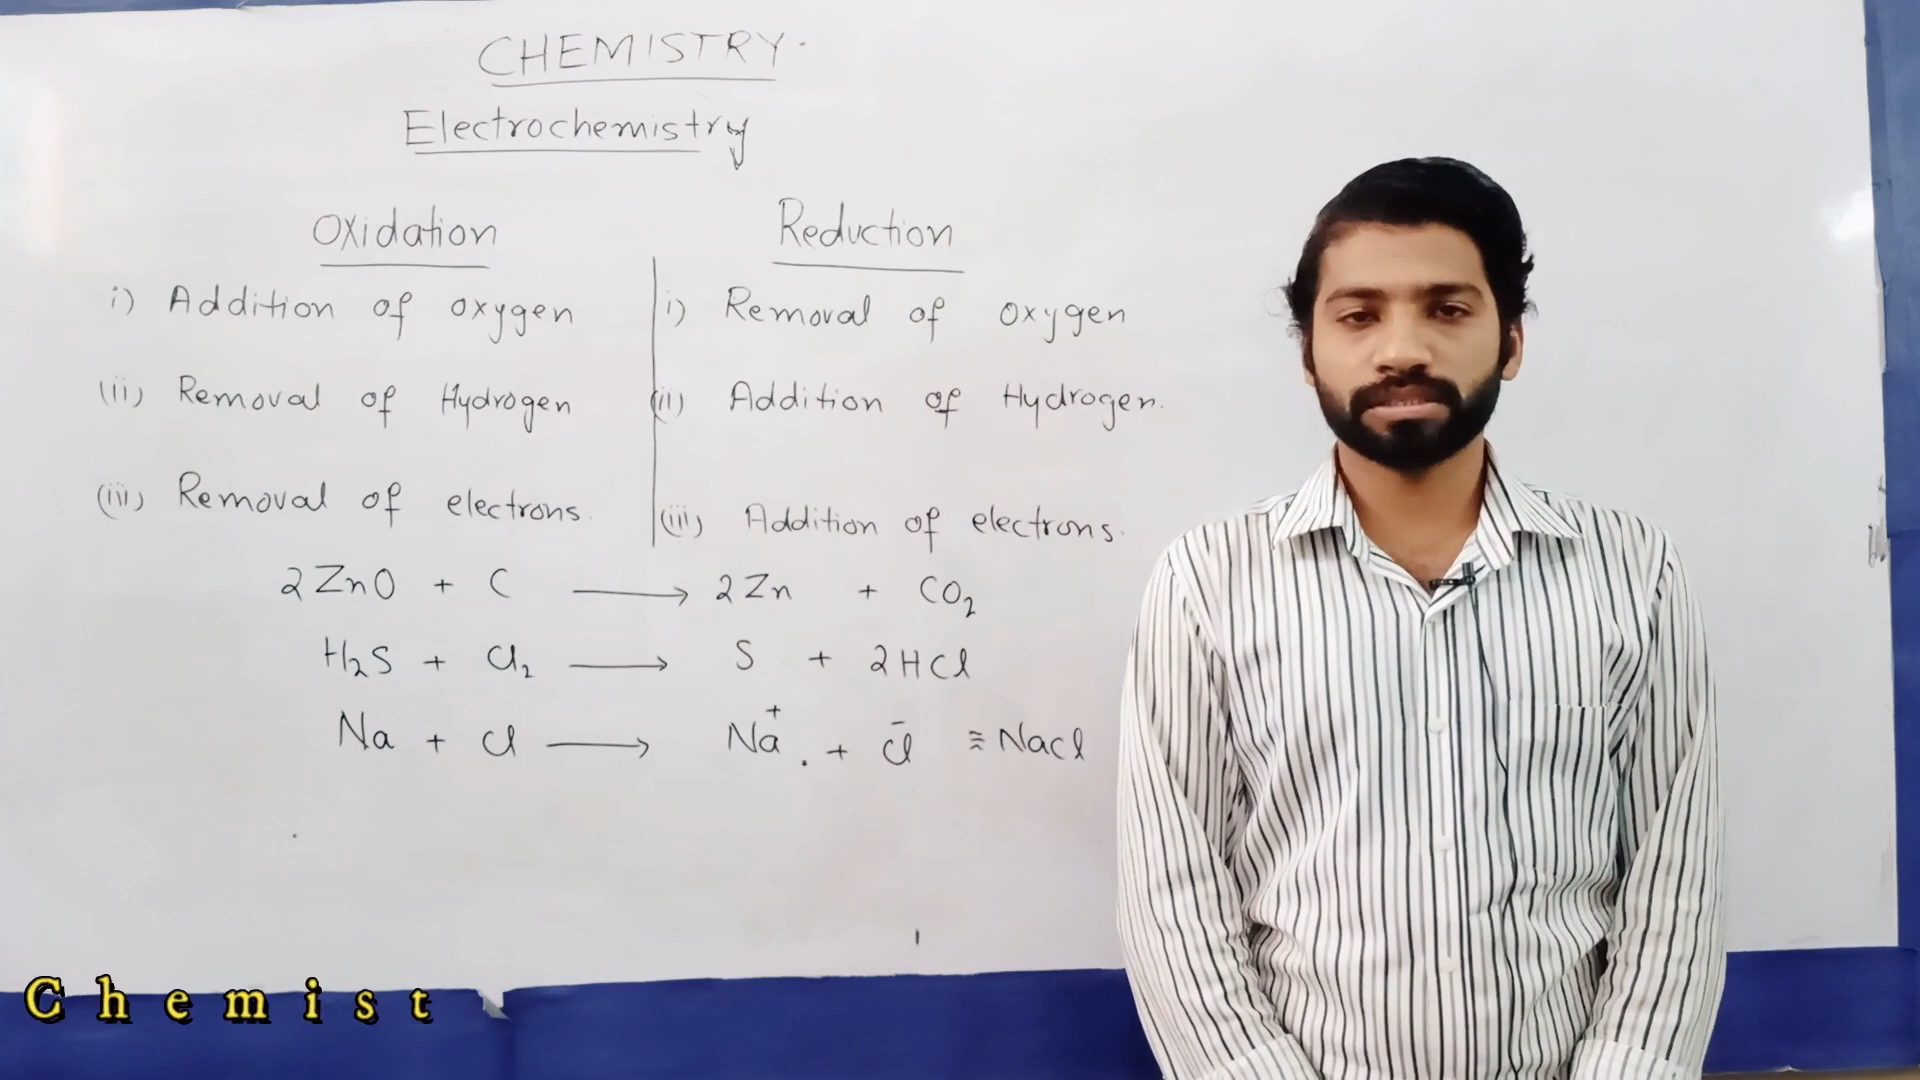 CHEMISTRY.
Electrochemistry
Oxidation
i) Addition of oxygen
(ii) Removal of Hydrogen
(iii) Removal of electrons.
Reduction
i) Removal of oxygen
(ii) Addition of Hydrogen.
(iii) Addition of electrons.
2ZnO + C ⟶ 2Zn + CO₂
H₂S + Cl₂ ⟶ S + 2HCl
Na + Cl ⟶ Na⁺ + Cl⁻ ≡ NaCl
Chemist